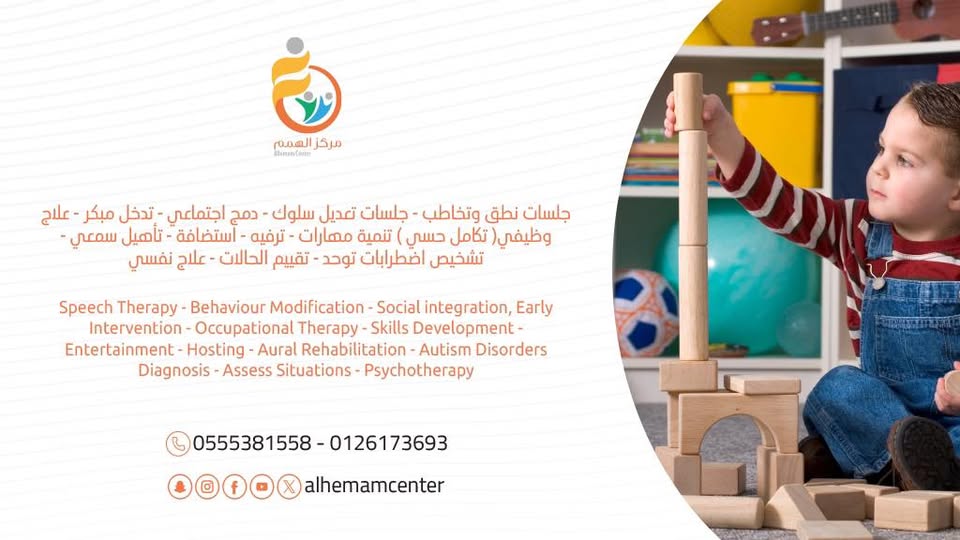 مركز الهمم
Alhemam Center
جلسات نطق وتخاطب - جلسات تعديل سلوك - دمج اجتماعي - تدخل مبكر - علاج
وظيفي( تكامل حسي ) تنمية مهارات - ترفيه - استضافة - تأهيل سمعي -
تشخيص اضطرابات توحد - تقييم الحالات - علاج نفسي
Speech Therapy - Behaviour Modification - Social integration, Early
Intervention - Occupational Therapy - Skills Development -
Entertainment - Hosting - Aural Rehabilitation - Autism Disorders
Diagnosis - Assess Situations - Psychotherapy
0555381558 - 0126173693
alhemamcenter